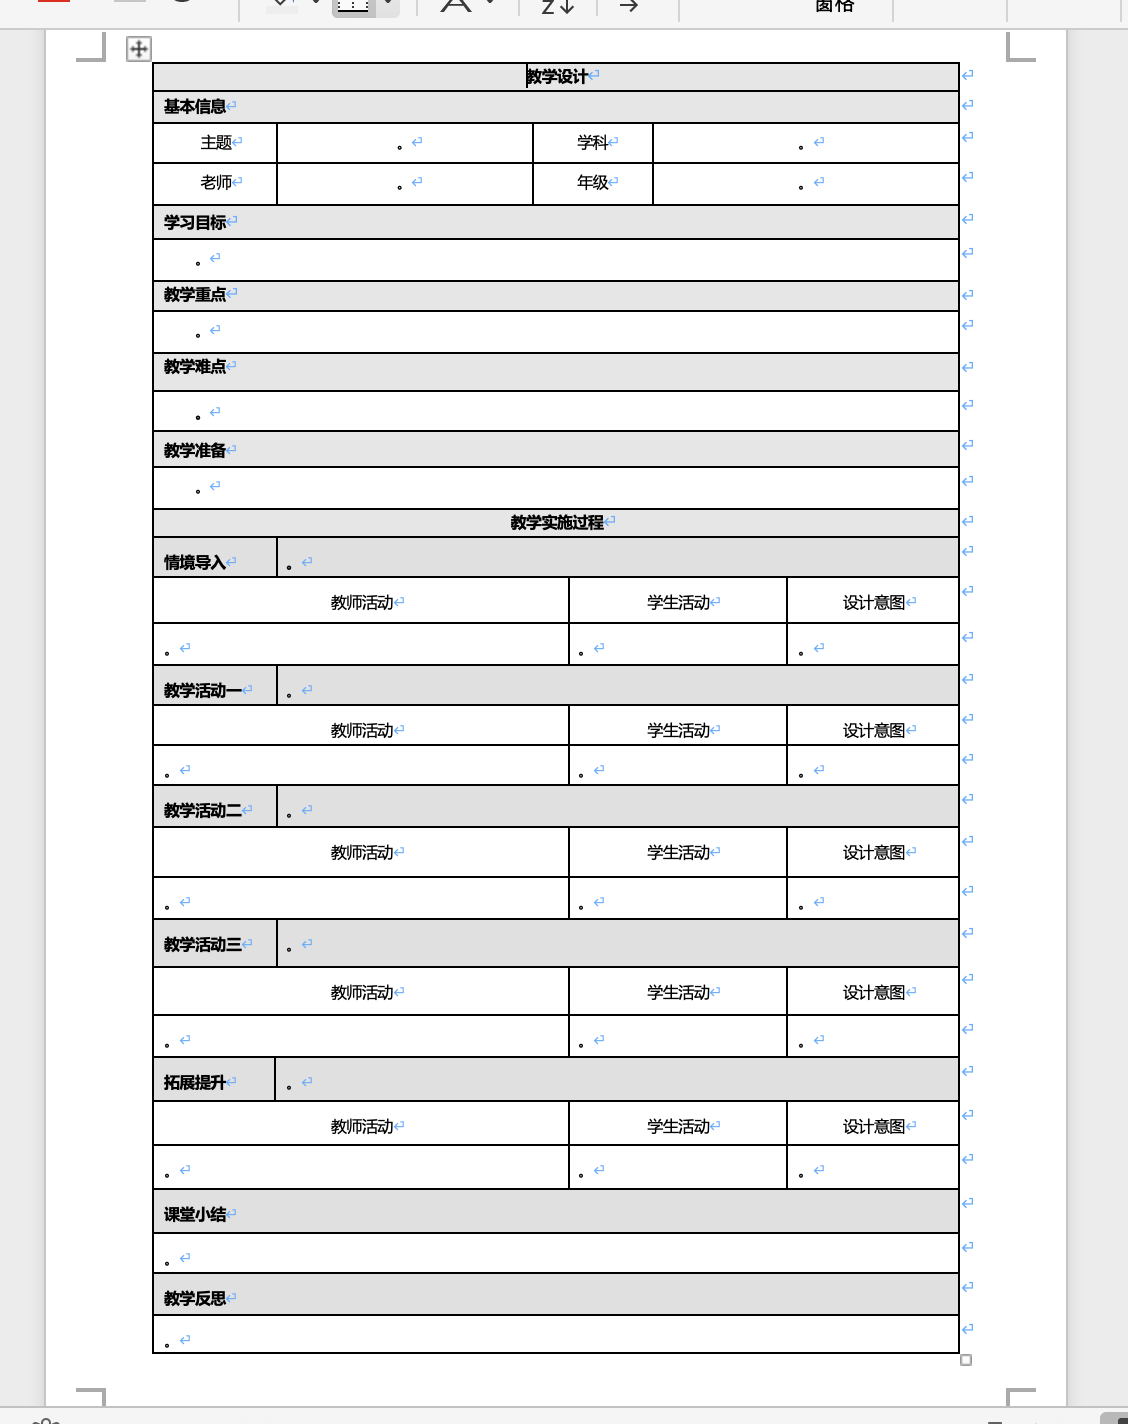 窗格
教学设计
基本信息
主题 。 学科 。
老师 。 年级 。
学习目标
。
教学重点
。
教学难点
。
教学准备
。
教学实施过程
情境导入 。
教师活动 学生活动 设计意图
。 。 。
教学活动一 。
教师活动 学生活动 设计意图
。 。 。
教学活动二 。
教师活动 学生活动 设计意图
。 。 。
教学活动三 。
教师活动 学生活动 设计意图
。 。 。
拓展提升 。
教师活动 学生活动 设计意图
。 。 。
课堂小结
。
教学反思
。